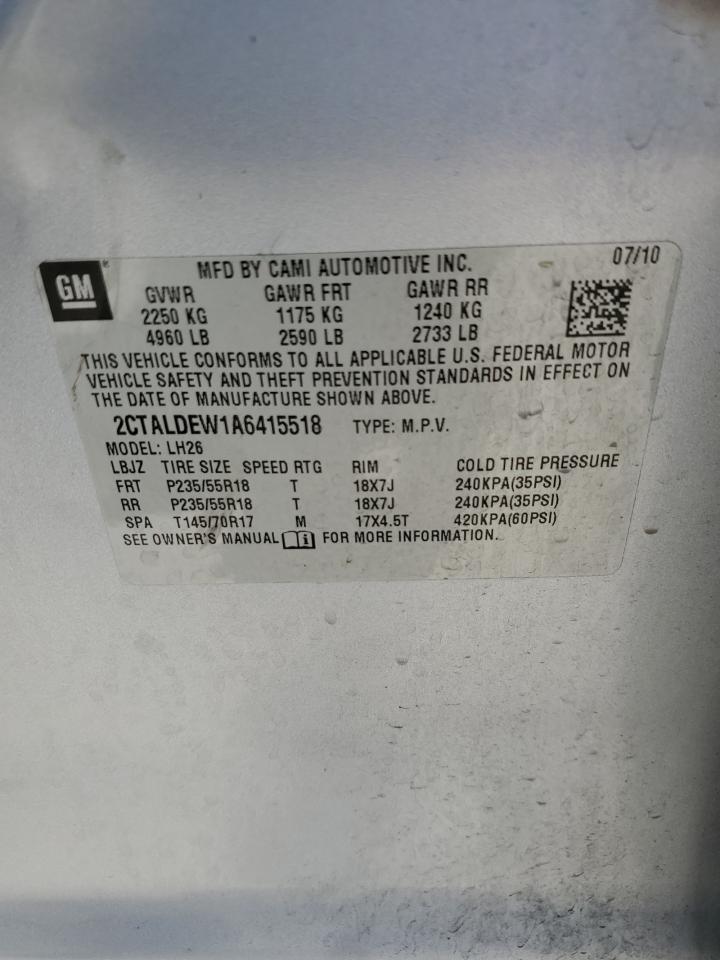 GM®
MFD BY CAMI AUTOMOTIVE INC. 07/10
GVWR GAWR FRT GAWR RR
2250 KG 1175 KG 1240 KG
4960 LB 2590 LB 2733 LB
THIS VEHICLE CONFORMS TO ALL APPLICABLE U.S. FEDERAL MOTOR
VEHICLE SAFETY AND THEFT PREVENTION STANDARDS IN EFFECT ON
THE DATE OF MANUFACTURE SHOWN ABOVE.
2CTALDEW1A6415518 TYPE: M.P.V.
MODEL: LH26
LBJZ TIRE SIZE SPEED RTG RIM COLD TIRE PRESSURE
FRT P235/55R18 T 18X7J 240KPA(35PSI)
RR P235/55R18 T 18X7J 240KPA(35PSI)
SPA T145/70R17 M 17X4.5T 420KPA(60PSI)
SEE OWNER'S MANUAL FOR MORE INFORMATION.